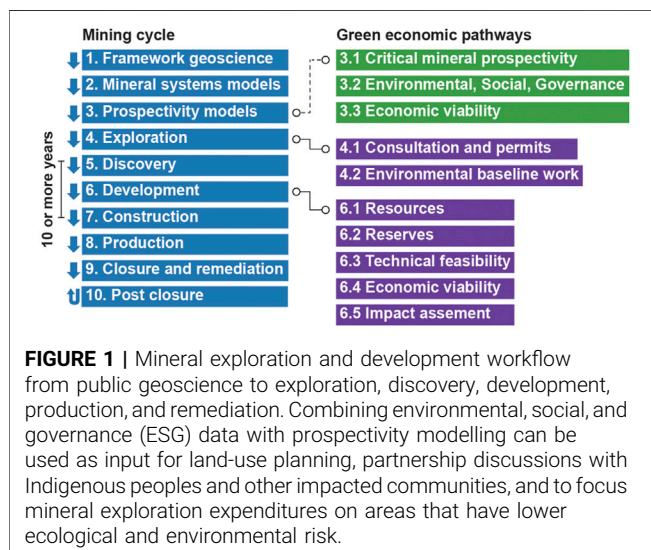 Mining cycle
1. Framework geoscience
2. Mineral systems models
3. Prospectivity models
4. Exploration
5. Discovery
6. Development
7. Construction
8. Production
9. Closure and remediation
10. Post closure
10 or more years
Green economic pathways
3.1 Critical mineral prospectivity
3.2 Environmental, Social, Governance
3.3 Economic viability
4.1 Consultation and permits
4.2 Environmental baseline work
6.1 Resources
6.2 Reserves
6.3 Technical feasibility
6.4 Economic viability
6.5 Impact assement
FIGURE 1 | Mineral exploration and development workflow
from public geoscience to exploration, discovery, development,
production, and remediation. Combining environmental, social, and
governance (ESG) data with prospectivity modelling can be
used as input for land-use planning, partnership discussions with
Indigenous peoples and other impacted communities, and to focus
mineral exploration expenditures on areas that have lower
ecological and environmental risk.